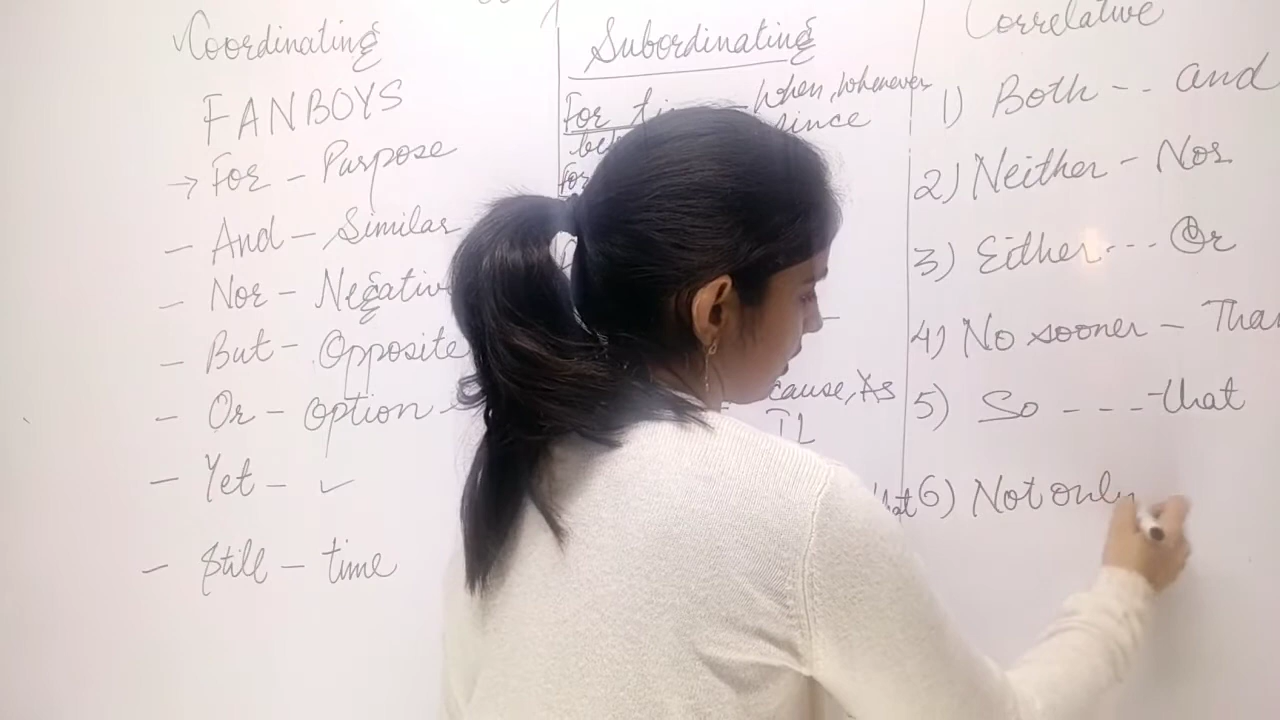 Coordinating
FANBOYS
→ For - Purpose
- And - Similar
- Nor - Negative
- But - Opposite
- Or - Option
- Yet - ✓
- Still - time
Subordinating
For - When, Whenever
since
cause, As
Correlative
1) Both -- and
2) Neither - Nor
3) Either --- Or
4) No sooner - Than
5) So --- that
6) Not only